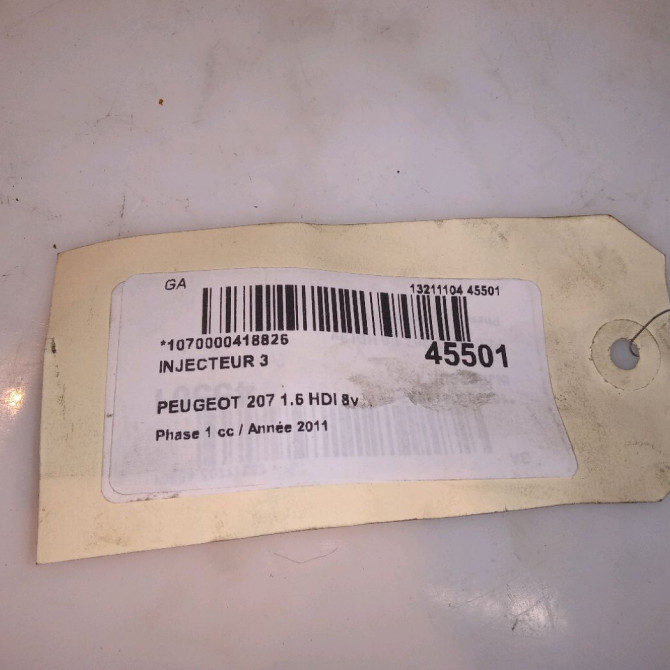 GA
13211104 45501
*1070000418826
45501
INJECTEUR 3
PEUGEOT 207 1.6 HDI 8v
Phase 1 cc / Année 2011